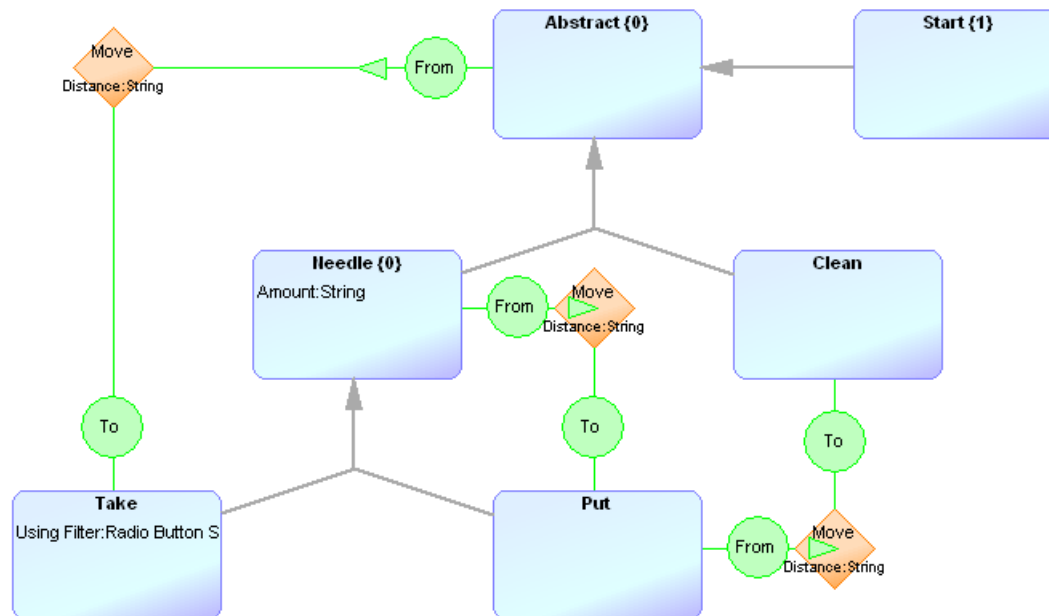 Abstract {0}
Start {1}
Move
Distance:String
From
Needle {0}
Amount:String
From
Move
Distance:String
Clean
To
To
To
Take
Using Filter:Radio Button S
Put
From
Move
Distance:String